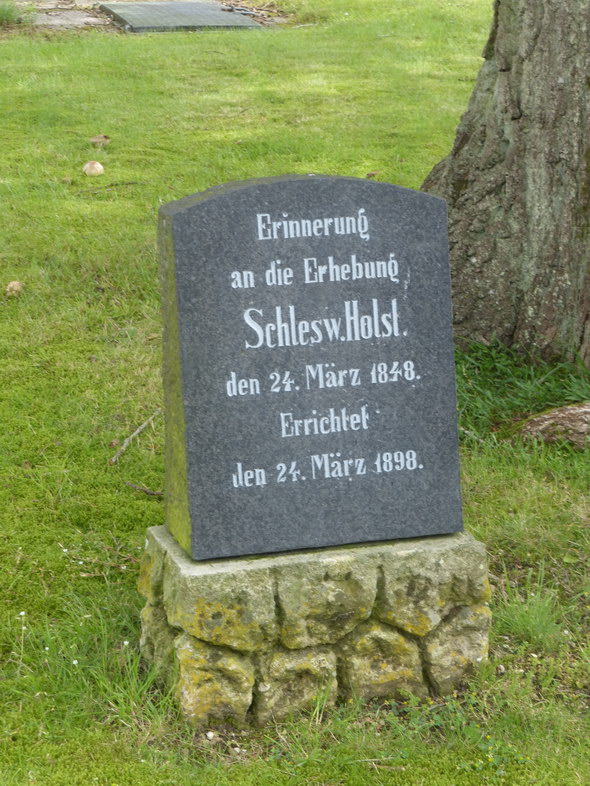 Erinnerung
an die Erhebung
Schlesw. Holst.
den 24. März 1848.
Errichtet
den 24. März 1898.